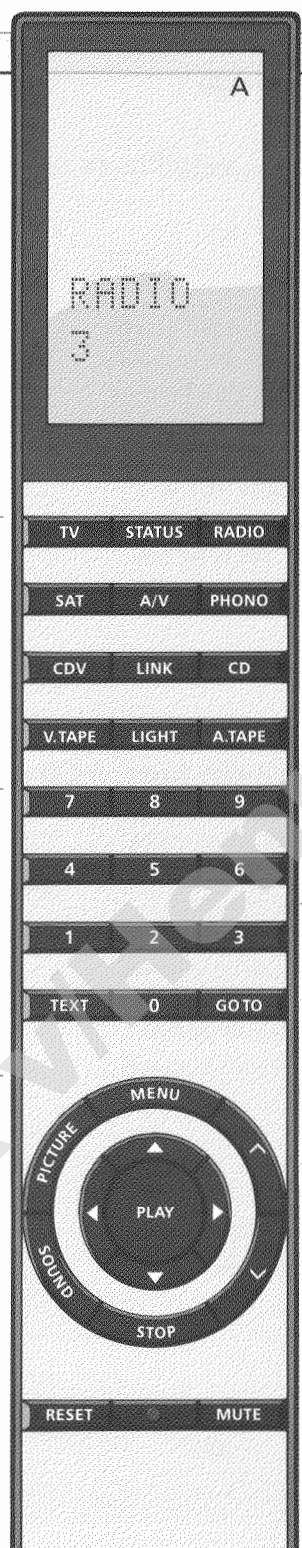 A
RADIO
3
TV STATUS RADIO
SAT A/V PHONO
CDV LINK CD
V.TAPE LIGHT A.TAPE
7 8 9
4 5 6
1 2 3
TEXT 0 GO TO
MENU
PICTURE
PLAY
SOUND
STOP
RESET MUTE